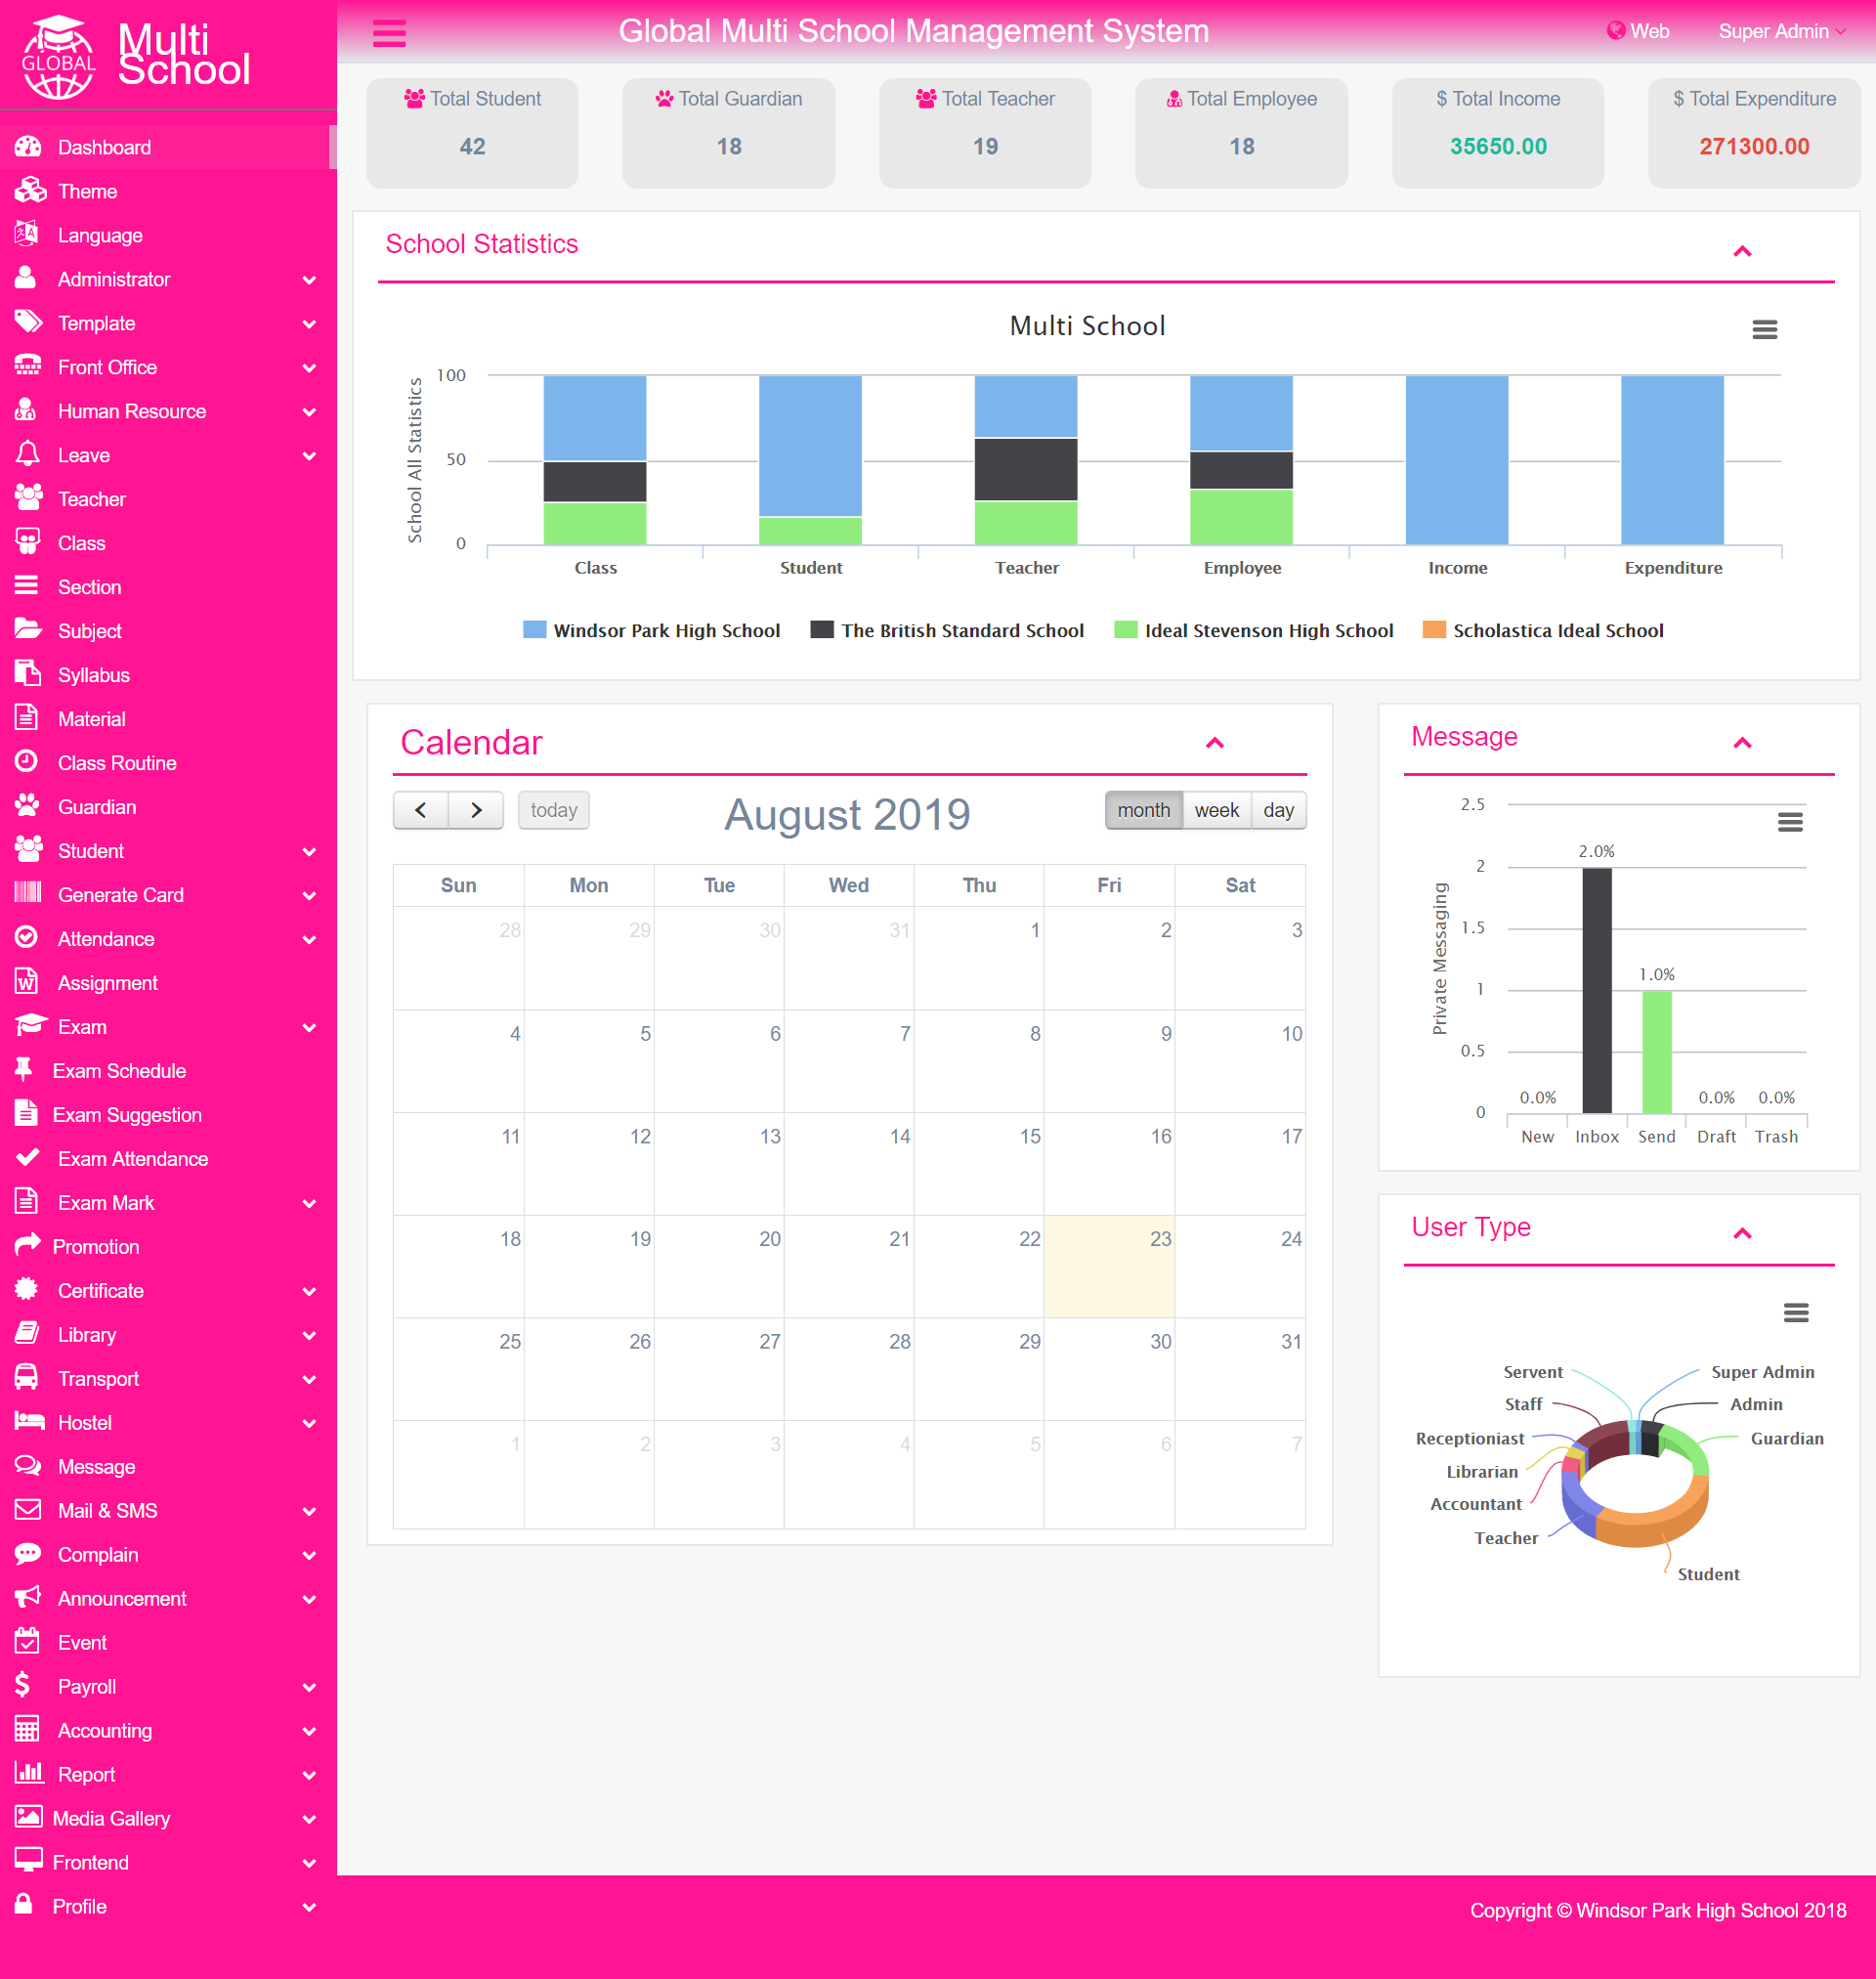 GLOBAL
Multi
School
Global Multi School Management System
Web
Super Admin
Dashboard
Theme
Language
Administrator
Template
Front Office
Human Resource
Leave
Teacher
Class
Section
Subject
Syllabus
Material
Class Routine
Guardian
Student
Generate Card
Attendance
Assignment
Exam
Exam Schedule
Exam Suggestion
Exam Attendance
Exam Mark
Promotion
Certificate
Library
Transport
Hostel
Message
Mail & SMS
Complain
Announcement
Event
Payroll
Accounting
Report
Media Gallery
Frontend
Profile
Total Student
42
Total Guardian
18
Total Teacher
19
Total Employee
18
$ Total Income
35650.00
$ Total Expenditure
271300.00
School Statistics
Multi School
School All Statistics
100
50
0
Class Student Teacher Employee Income Expenditure
Windsor Park High School The British Standard School Ideal Stevenson High School Scholastica Ideal School
Calendar
today
August 2019
month week day
Sun Mon Tue Wed Thu Fri Sat
28 29 30 31 1 2 3
4 5 6 7 8 9 10
11 12 13 14 15 16 17
18 19 20 21 22 23 24
25 26 27 28 29 30 31
1 2 3 4 5 6 7
Message
Private Messaging
2.5
2
1.5
1
0.5
0
0.0% 2.0% 1.0% 0.0% 0.0%
New Inbox Send Draft Trash
User Type
Servent
Super Admin
Staff
Admin
Receptioniast
Guardian
Librarian
Accountant
Teacher
Student
Copyright © Windsor Park High School 2018